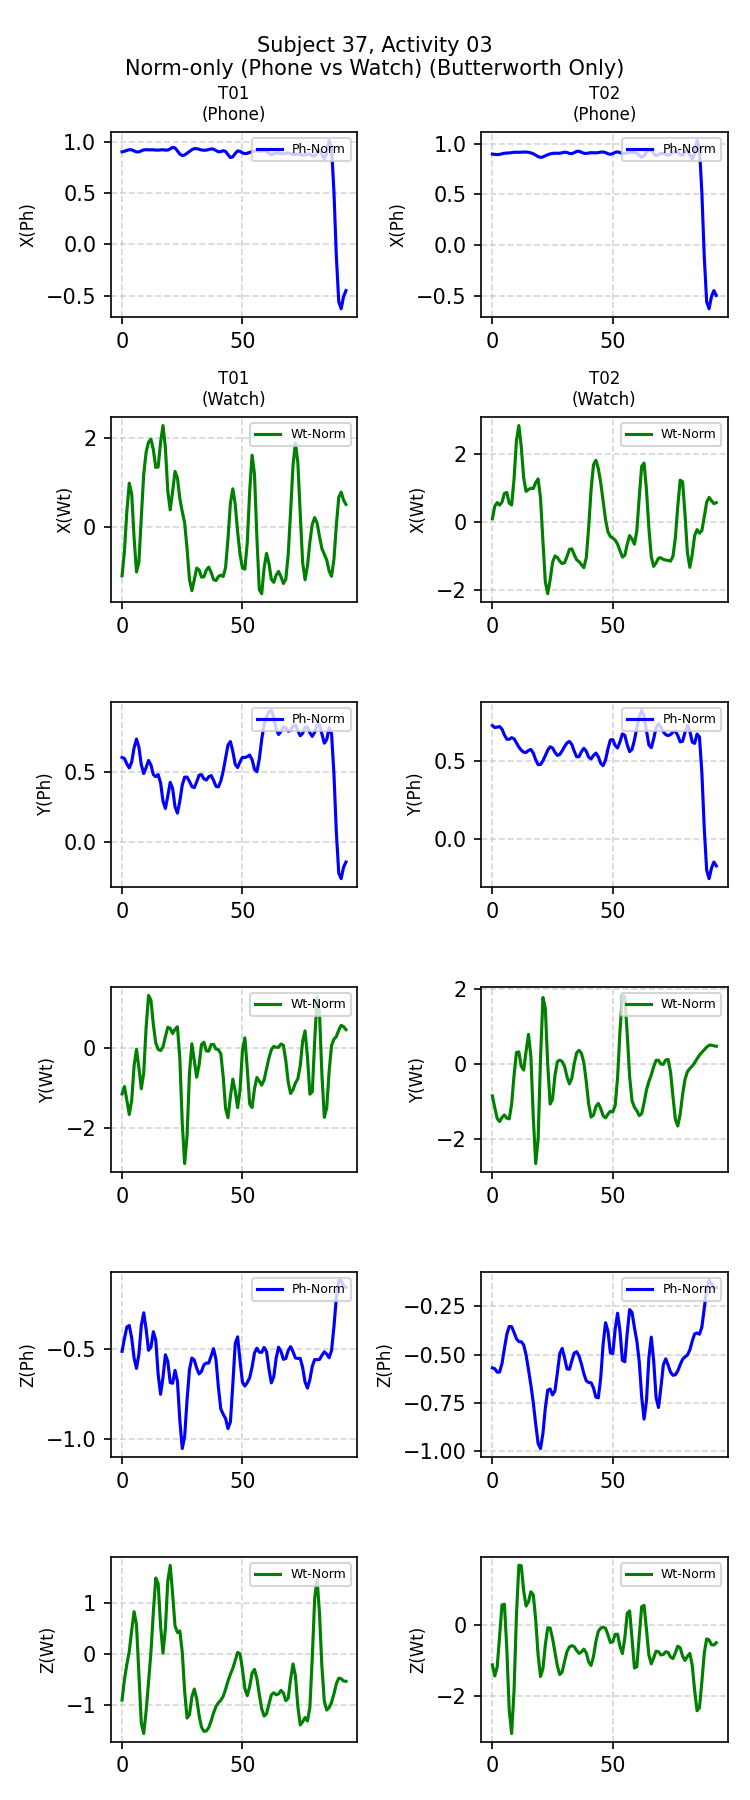 Subject 37, Activity 03
Norm-only (Phone vs Watch) (Butterworth Only)
T01
(Phone)
X(Ph)
1.0
0.5
0.0
−0.5
Ph-Norm
0
50
T02
(Phone)
X(Ph)
1.0
0.5
0.0
−0.5
Ph-Norm
0
50
T01
(Watch)
X(Wt)
2
0
Wt-Norm
0
50
T02
(Watch)
X(Wt)
2
0
−2
Wt-Norm
0
50
Y(Ph)
0.5
0.0
Ph-Norm
0
50
Y(Ph)
0.5
0.0
Ph-Norm
0
50
Y(Wt)
0
−2
Wt-Norm
0
50
Y(Wt)
2
0
−2
Wt-Norm
0
50
Z(Ph)
−0.5
−1.0
Ph-Norm
0
50
Z(Ph)
−0.25
−0.50
−0.75
−1.00
Ph-Norm
0
50
Z(Wt)
1
0
−1
Wt-Norm
0
50
Z(Wt)
0
−2
Wt-Norm
0
50